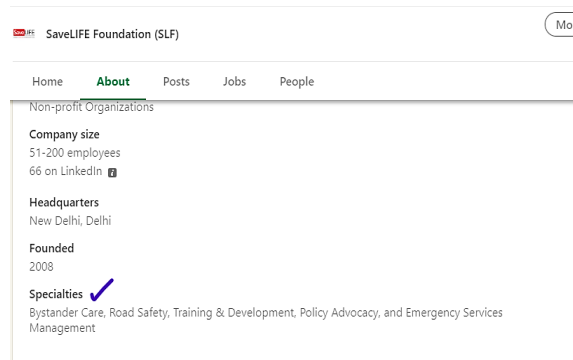 SaveLIFE SaveLIFE Foundation (SLF)
Mo
Home About Posts Jobs People
Non-profit Organizations
Company size
51-200 employees
66 on LinkedIn i
Headquarters
New Delhi, Delhi
Founded
2008
Specialties
Bystander Care, Road Safety, Training & Development, Policy Advocacy, and Emergency Services
Management